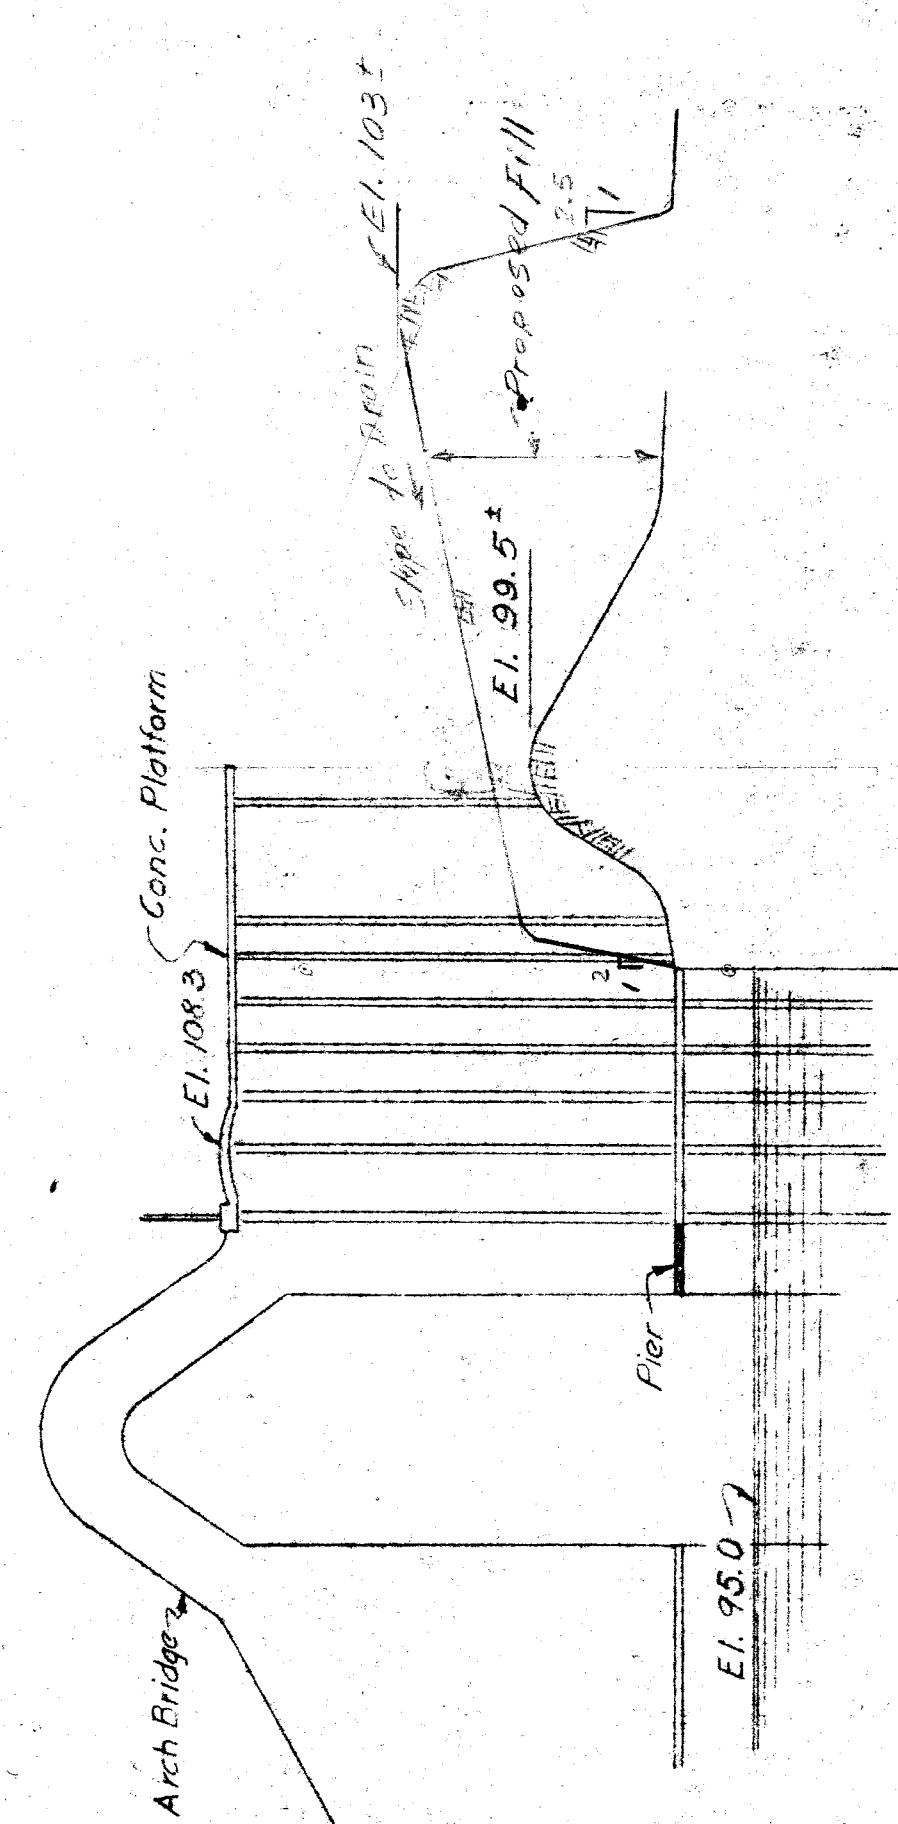 Arch Bridge
El. 108.3
Conc. Platform
El. 95.0
Pier
1
2
El. 99.5±
Slope to Drain
El. 103±
Proposed Fill
2.5
1